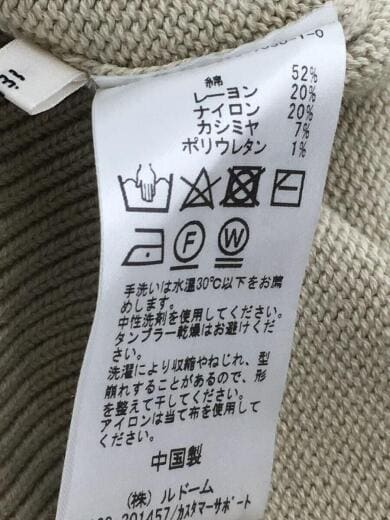 綿 52%
レーヨン 20%
ナイロン 20%
カシミヤ 7%
ポリウレタン 1%
F W
手洗いは水温30℃以下をお薦
めします。
中性洗剤を使用してください。
タンブラー乾燥はお避けくださ
い。
洗濯により収縮やねじれ、型
崩れすることがあるので、形
を整えて干してください。
アイロンは当て布を使用して
ください。
中国製
(株)ルドーム
201457/カスタマーサポート